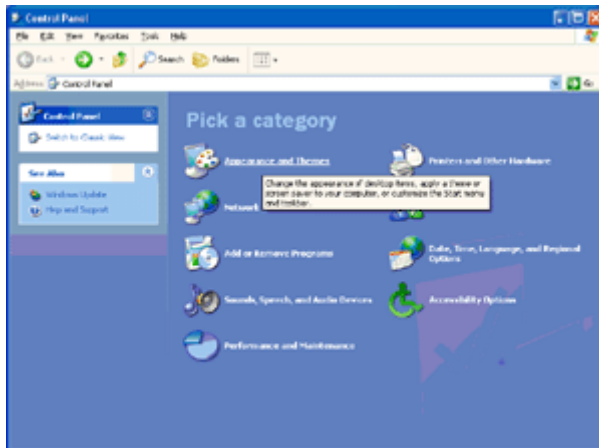 Control Panel
File Edit View Favorites Tools Help
Back Search Folders
Address Control Panel Go
Control Panel
Switch to Classic View
See Also
Windows Update
Help and Support
Pick a category
Appearance and Themes
Printers and Other Hardware
Change the appearance of desktop items, apply a theme or
screen saver to your computer, or customize the Start menu
and taskbar.
Network
Add or Remove Programs
Date, Time, Language, and Regional
Options
Sounds, Speech, and Audio Devices
Accessibility Options
Performance and Maintenance